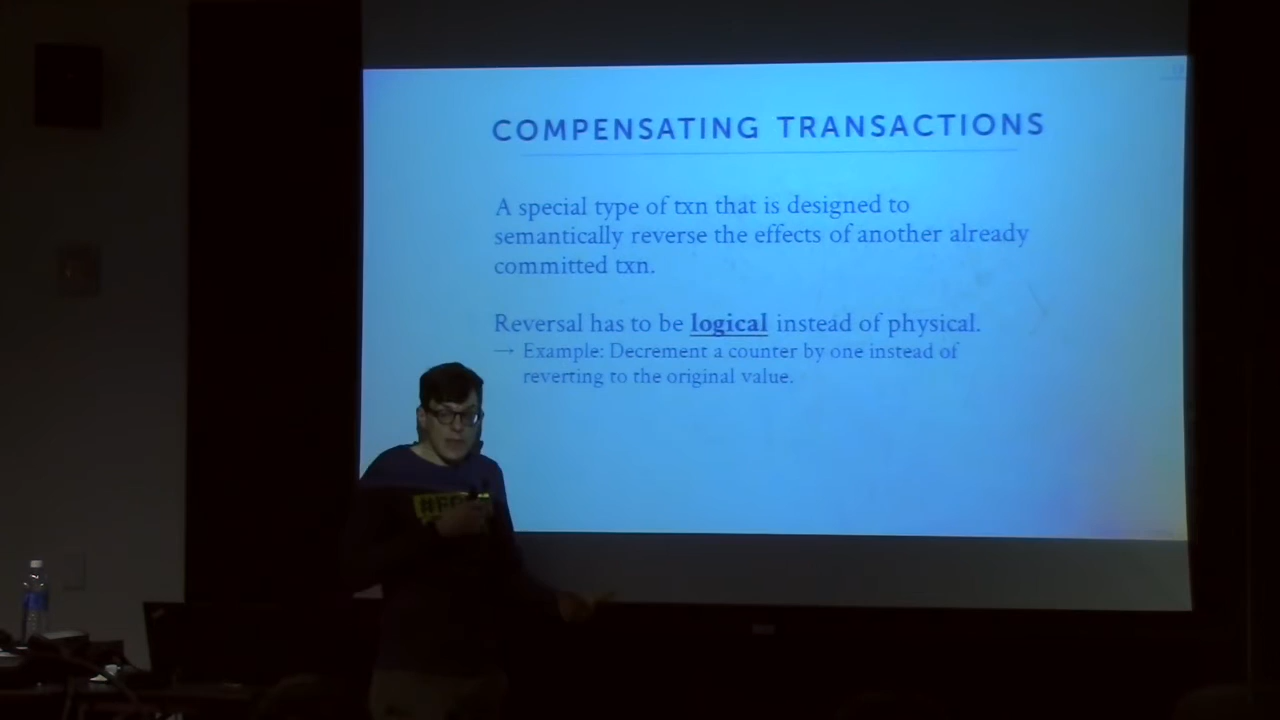 COMPENSATING TRANSACTIONS
A special type of txn that is designed to
semantically reverse the effects of another already
committed txn.
Reversal has to be logical instead of physical.
→ Example: Decrement a counter by one instead of
reverting to the original value.